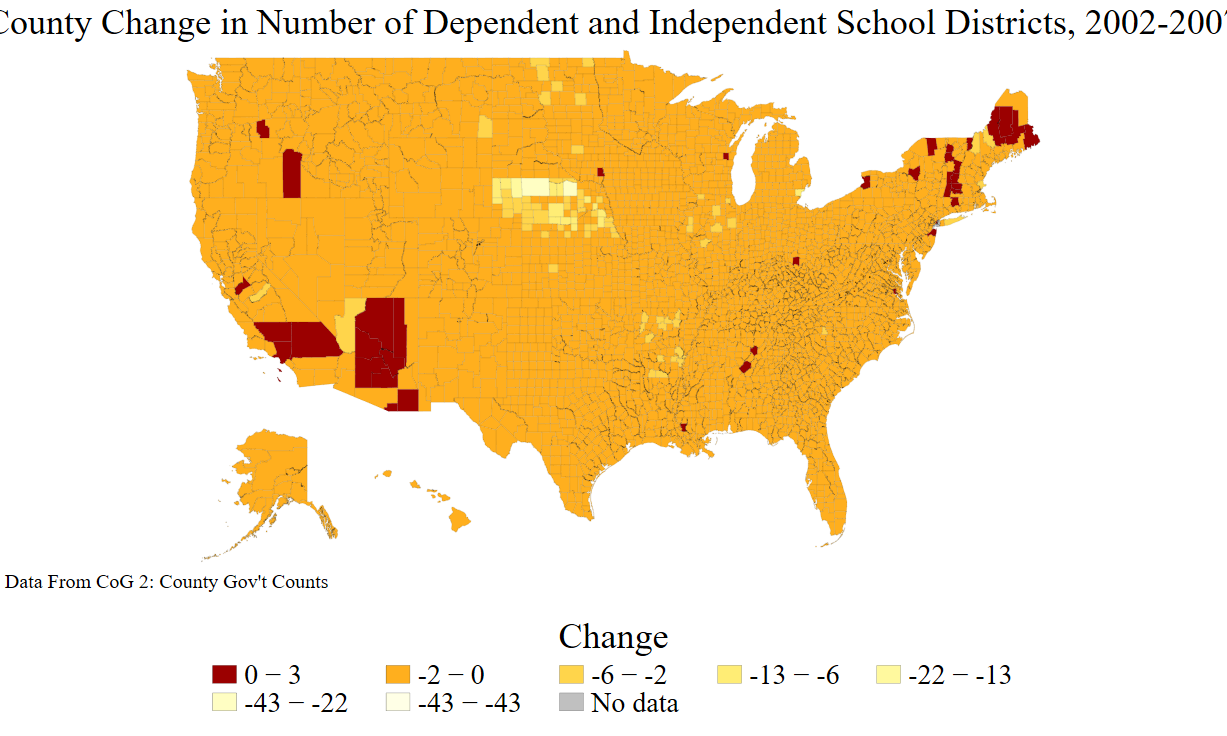 County Change in Number of Dependent and Independent School Districts, 2002-200
Data From CoG 2: County Gov't Counts
Change
0 − 3 -2 − 0 -6 − -2 -13 − -6 -22 − -13
-43 − -22 -43 − -43 No data